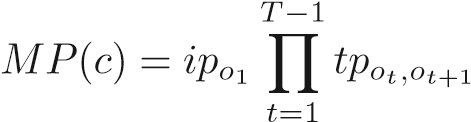 $MP(c) = ip_{o_1} \prod_{t=1}^{T-1} tp_{o_t, o_{t+1}}$